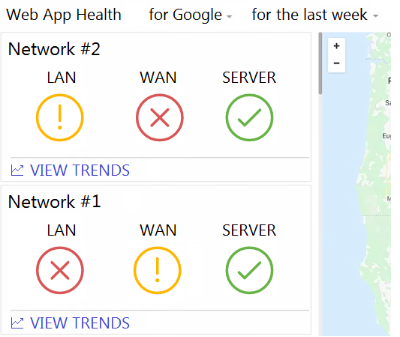 Web App Health for Google for the last week
Network #2
LAN WAN SERVER
VIEW TRENDS
Network #1
LAN WAN SERVER
VIEW TRENDS
+
−